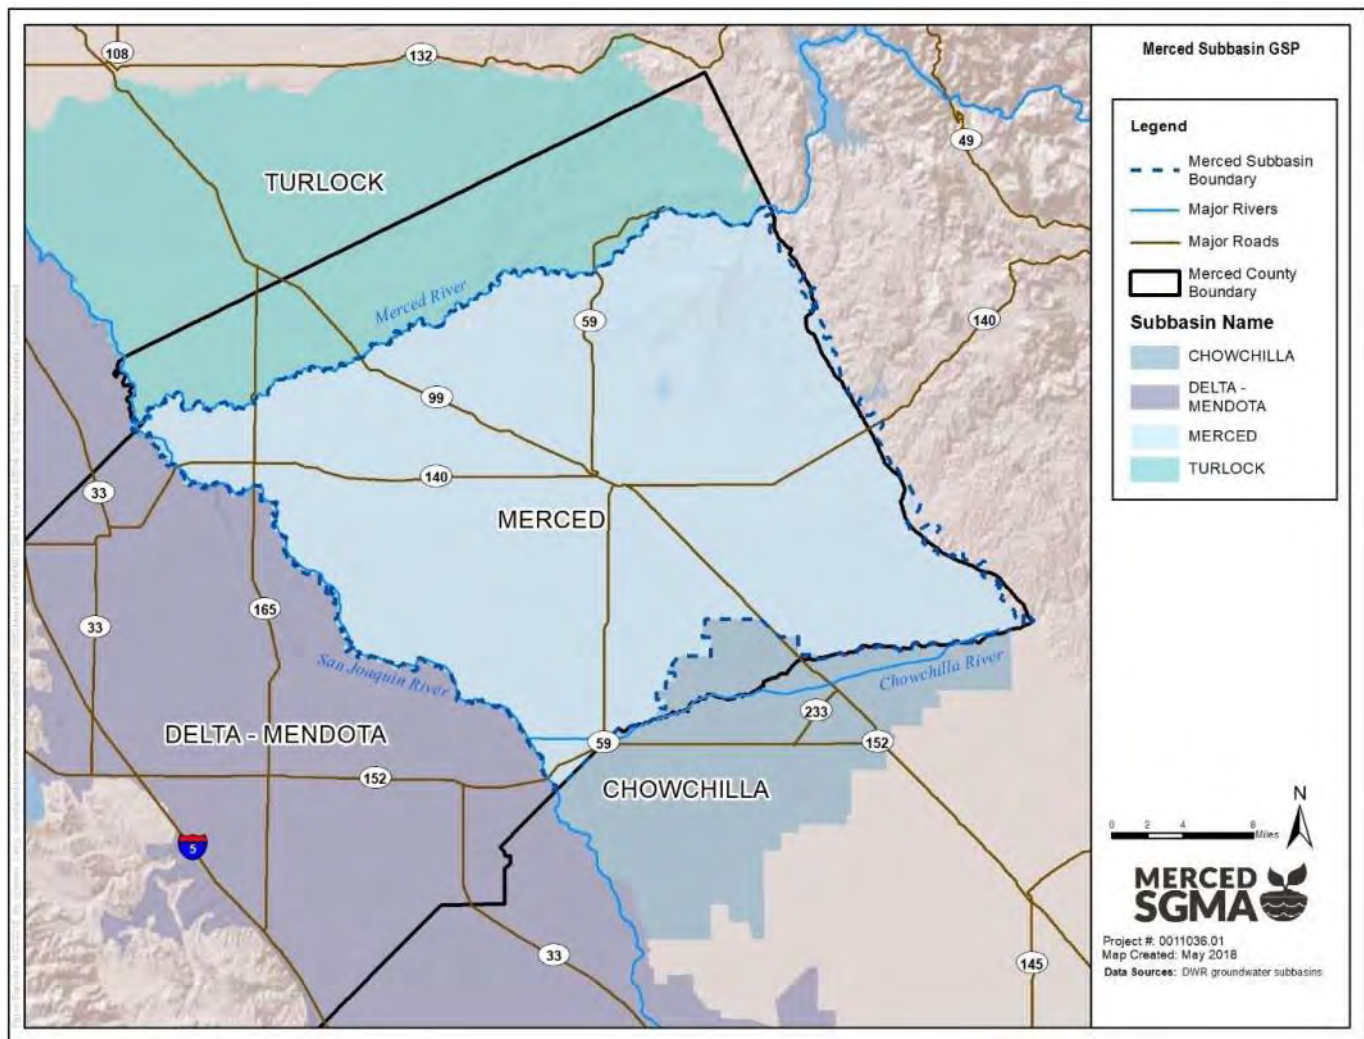 108
132
49
TURLOCK
Merced River
59
140
99
33
140
MERCED
165
33
San Joaquin River
Chowchilla River
233
DELTA - MENDOTA
59
152
152
CHOWCHILLA
5
33
145
Merced Subbasin GSP
Legend
Merced Subbasin
Boundary
Major Rivers
Major Roads
Merced County
Boundary
Subbasin Name
CHOWCHILLA
DELTA -
MENDOTA
MERCED
TURLOCK
N
0 2 4 8
Miles
MERCED
SGMA
Project #: 0011036.01
Map Created: May 2018
Data Sources: DWR groundwater subbasins